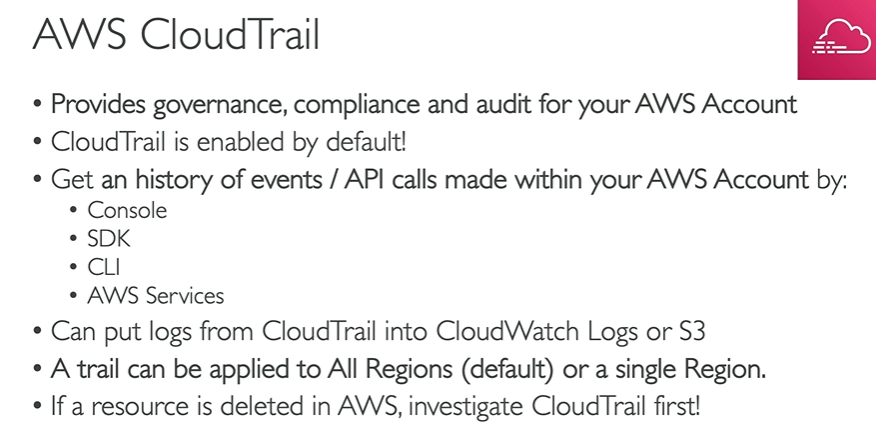 AWS CloudTrail
• Provides governance, compliance and audit for your AWS Account
• CloudTrail is enabled by default!
• Get an history of events / API calls made within your AWS Account by:
• Console
• SDK
• CLI
• AWS Services
• Can put logs from CloudTrail into CloudWatch Logs or S3
• A trail can be applied to All Regions (default) or a single Region.
• If a resource is deleted in AWS, investigate CloudTrail first!